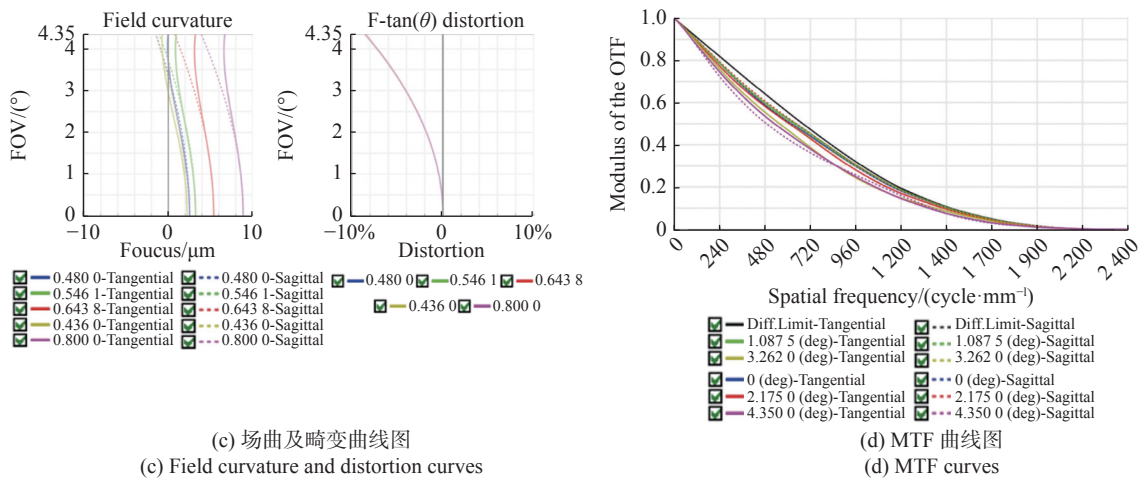 Field curvature
4.35
4
3
2
1
0
FOV/(°)
−10
0
10
Foucus/μm
0.480 0-Tangential
0.480 0-Sagittal
0.546 1-Tangential
0.546 1-Sagittal
0.643 8-Tangential
0.643 8-Sagittal
0.436 0-Tangential
0.436 0-Sagittal
0.800 0-Tangential
0.800 0-Sagittal
F-tan(θ) distortion
4.35
4
3
2
1
0
FOV/(°)
−10%
0
10%
Distortion
0.480 0
0.546 1
0.643 8
0.436 0
0.800 0
(c) 场曲及畸变曲线图
(c) Field curvature and distortion curves
1.0
0.8
0.6
0.4
0.2
0
Modulus of the OTF
0
240
480
720
960
1 200
1 400
1 700
1 900
2 200
2 400
Spatial frequency/(cycle·mm⁻¹)
Diff.Limit-Tangential
Diff.Limit-Sagittal
1.087 5 (deg)-Tangential
1.087 5 (deg)-Sagittal
3.262 0 (deg)-Tangential
3.262 0 (deg)-Sagittal
0 (deg)-Tangential
0 (deg)-Sagittal
2.175 0 (deg)-Tangential
2.175 0 (deg)-Sagittal
4.350 0 (deg)-Tangential
4.350 0 (deg)-Sagittal
(d) MTF 曲线图
(d) MTF curves